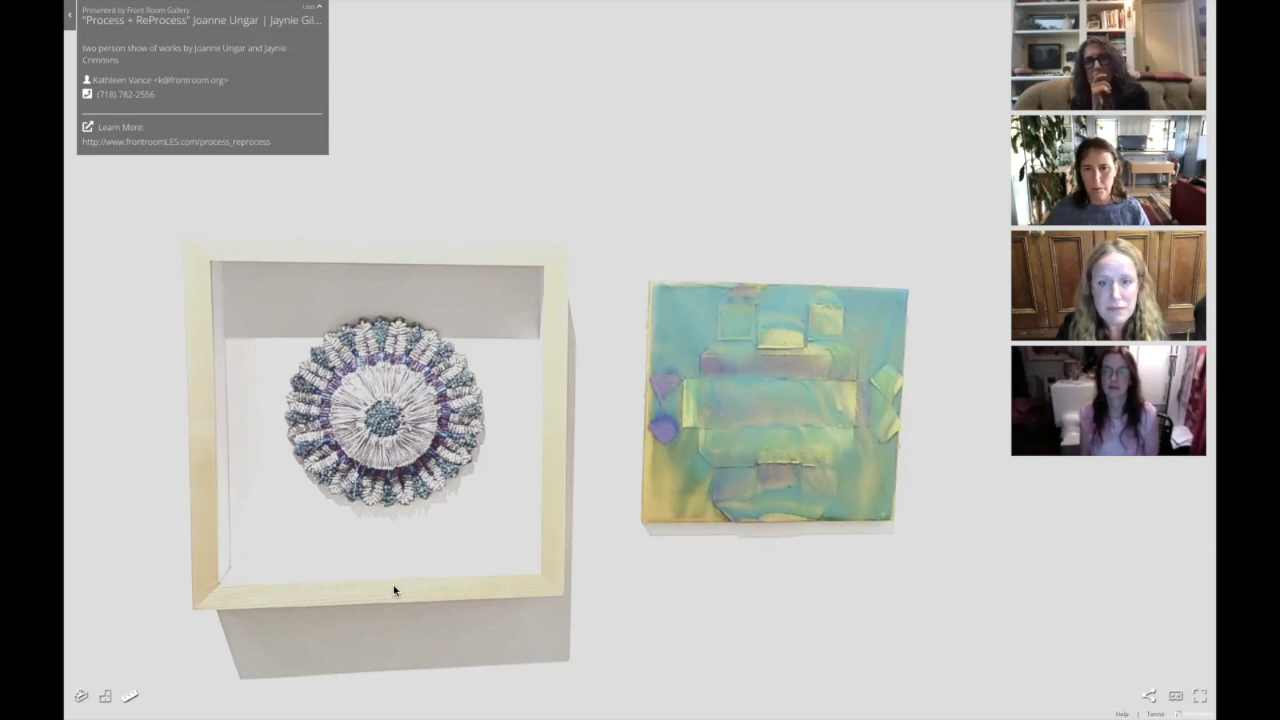 Presented by Front Room Gallery
Less
"Process + ReProcess" Joanne Ungar | Jaynie Gil...
two person show of works by Joanne Ungar and Jaynie
Crimmins
Kathleen Vance <k@frontroom.org>
(718) 782-2556
Learn More:
http://www.frontroomLES.com/process_reprocess
Help | Terms